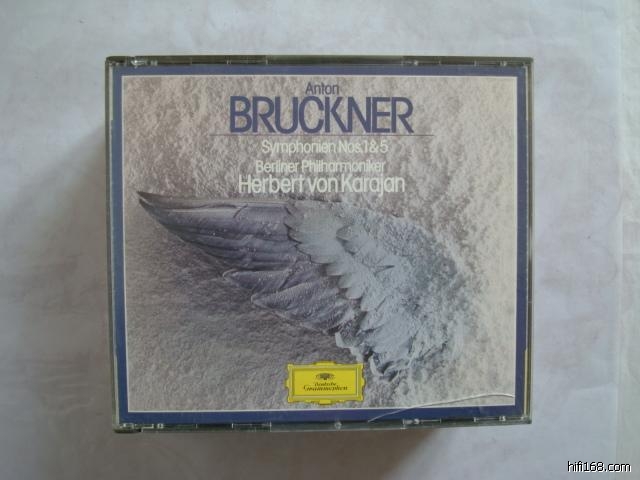 Anton
BRUCKNER
Symphonien Nos. 1 & 5
Berliner Philharmoniker
Herbert von Karajan
Deutsche
Grammophon
hifi168.com